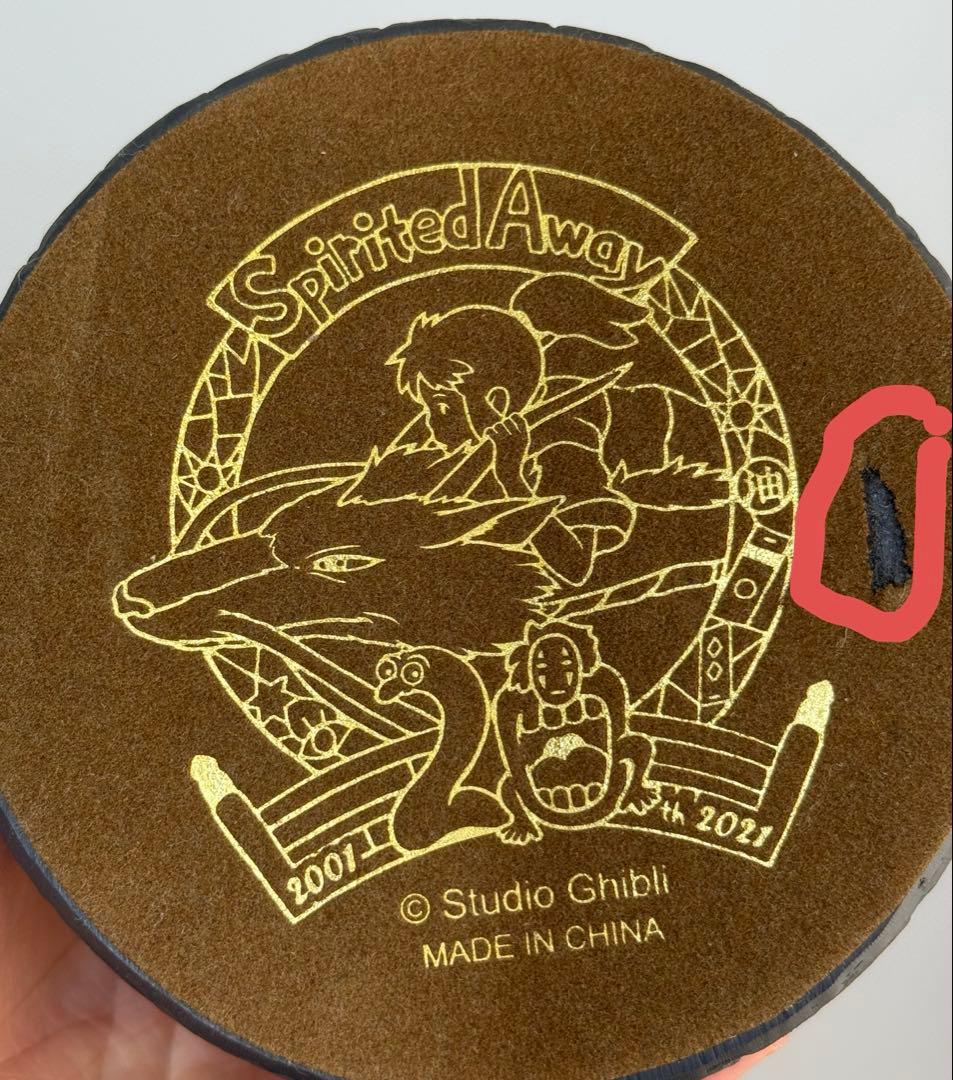 Spirited Away
油
2001
th 2021
© Studio Ghibli
MADE IN CHINA